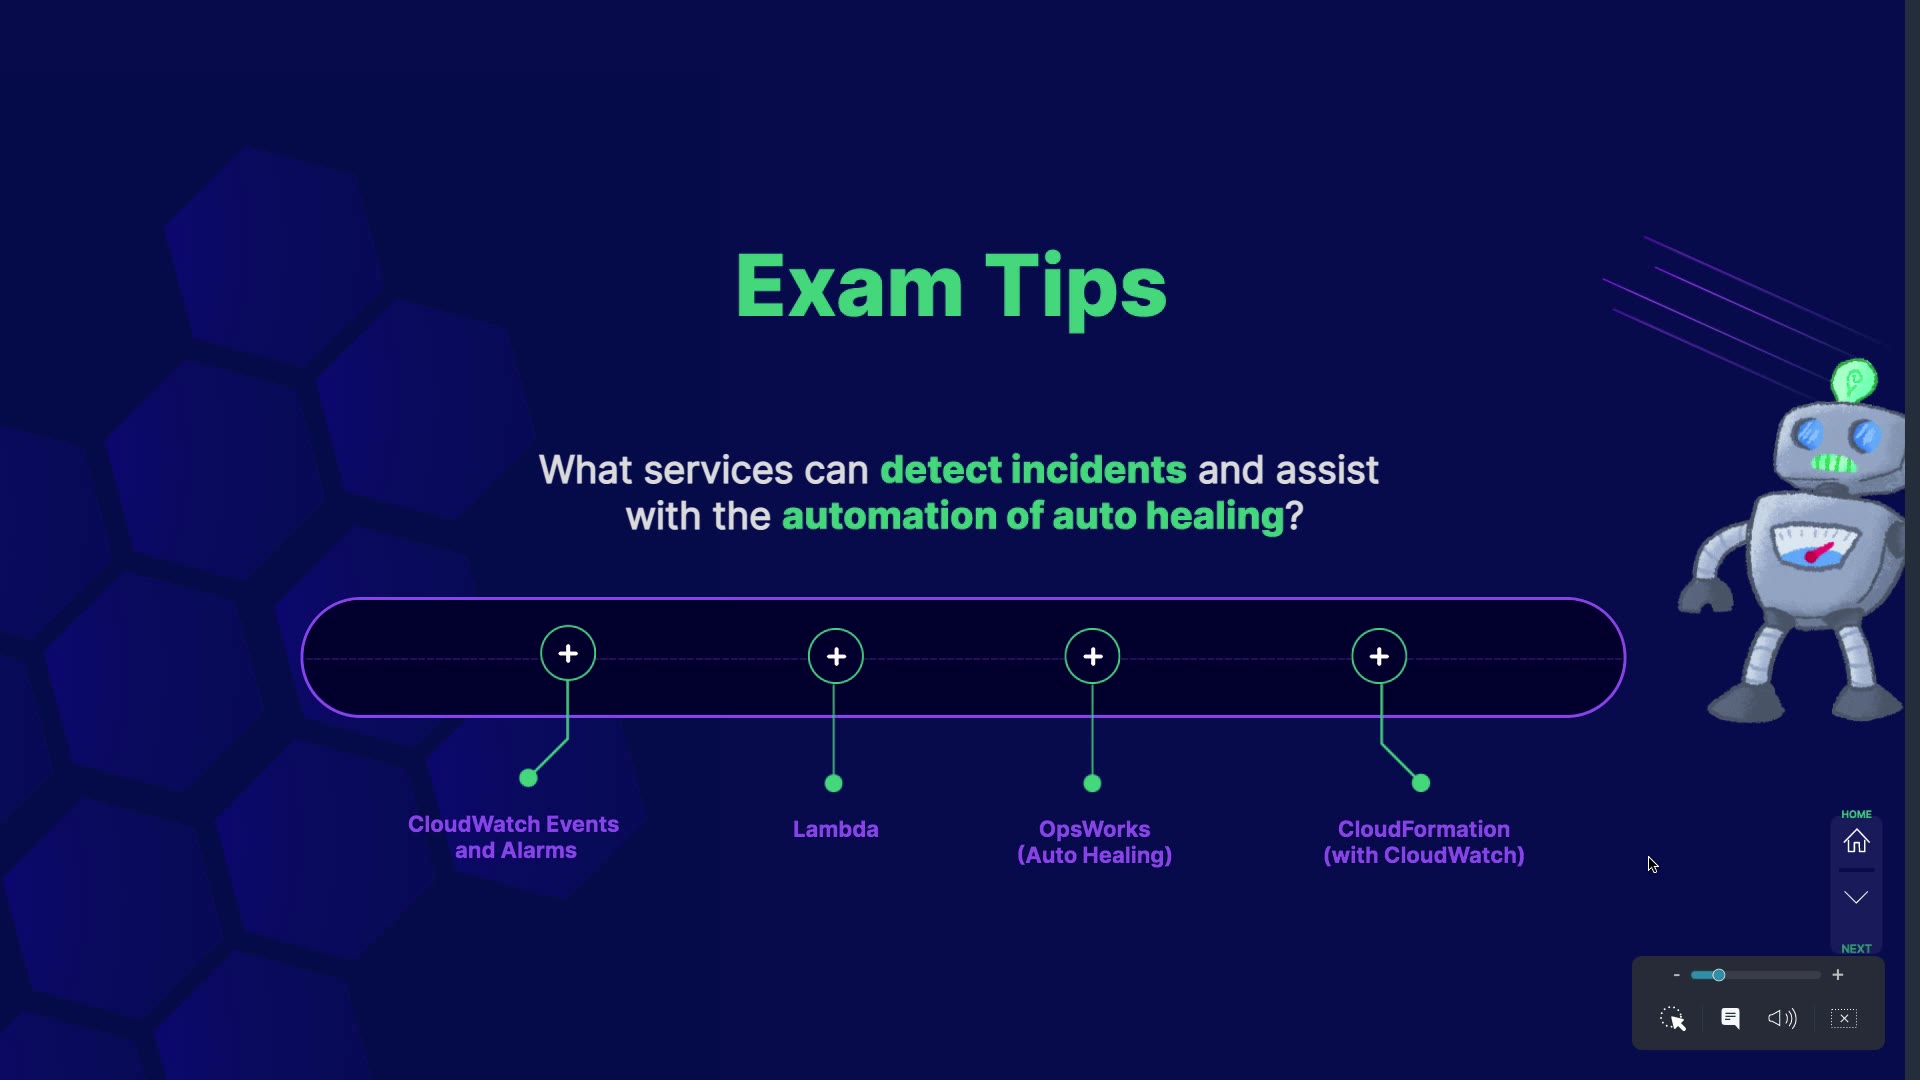 Exam Tips
What services can detect incidents and assist
with the automation of auto healing?
CloudWatch Events
and Alarms
Lambda
OpsWorks
(Auto Healing)
CloudFormation
(with CloudWatch)
HOME
NEXT